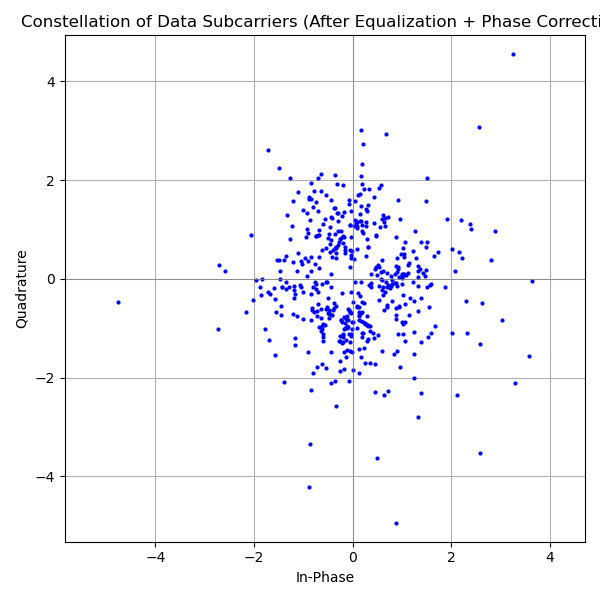 Constellation of Data Subcarriers (After Equalization + Phase Correcti
4
2
0
−2
−4
Quadrature
−4 −2 0 2 4
In-Phase